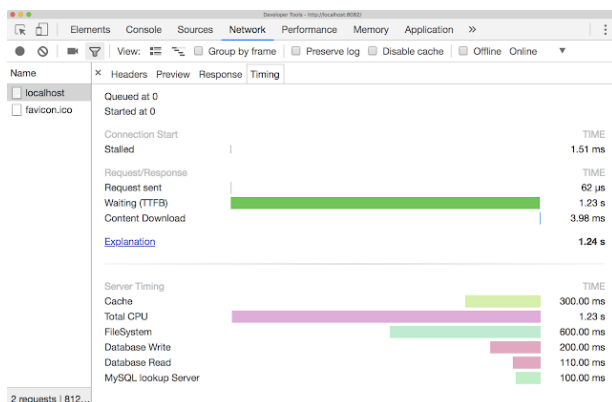 Developer Tools - http://localhost:8082/
Elements Console Sources Network Performance Memory Application »
View: Group by frame Preserve log Disable cache Offline Online ▼
Name
× Headers Preview Response Timing
localhost
favicon.ico
Queued at 0
Started at 0
Connection Start TIME
Stalled 1.51 ms
Request/Response TIME
Request sent 62 μs
Waiting (TTFB) 1.23 s
Content Download 3.98 ms
Explanation 1.24 s
Server Timing TIME
Cache 300.00 ms
Total CPU 1.23 s
FileSystem 600.00 ms
Database Write 200.00 ms
Database Read 110.00 ms
MySQL lookup Server 100.00 ms
2 requests | 812...